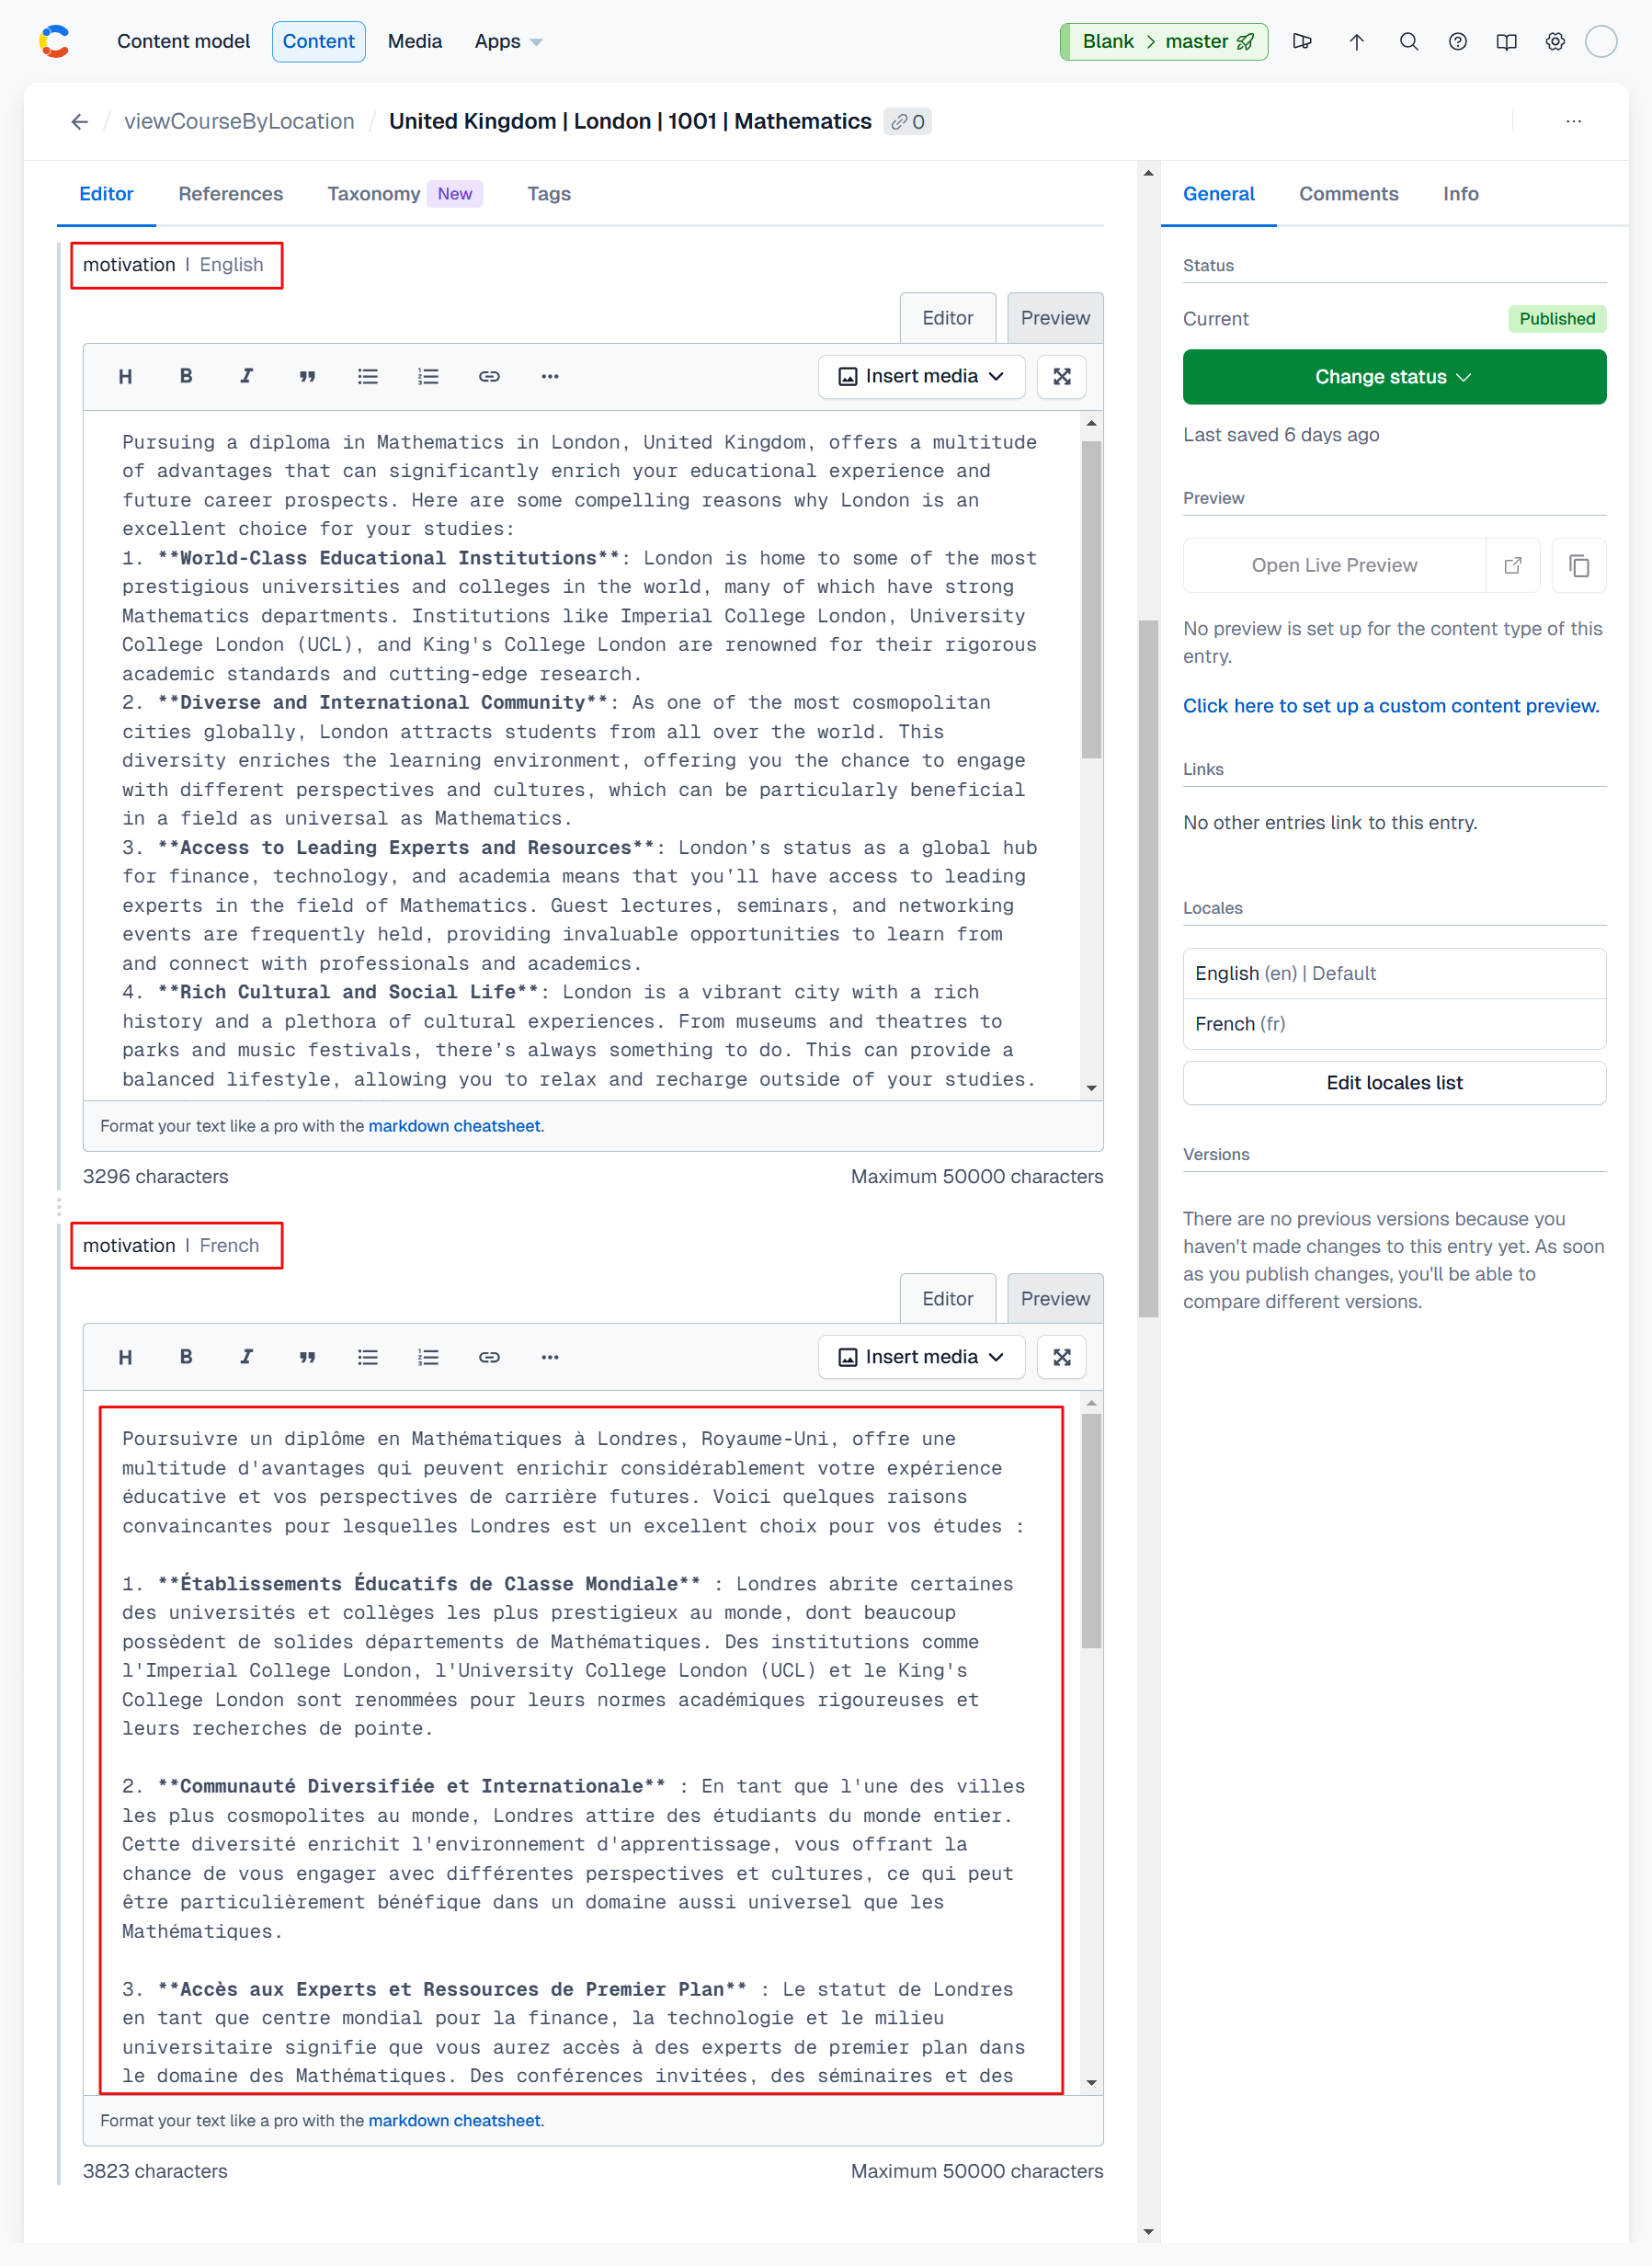 Content model Content Media Apps Blank > master
viewCourseByLocation / United Kingdom | London | 1001 | Mathematics 0 ...
Editor References Taxonomy New Tags
motivation | English
Editor Preview
H B I Insert media
Pursuing a diploma in Mathematics in London, United Kingdom, offers a multitude
of advantages that can significantly enrich your educational experience and
future career prospects. Here are some compelling reasons why London is an
excellent choice for your studies:
1. **World-Class Educational Institutions**: London is home to some of the most
prestigious universities and colleges in the world, many of which have strong
Mathematics departments. Institutions like Imperial College London, University
College London (UCL), and King's College London are renowned for their rigorous
academic standards and cutting-edge research.
2. **Diverse and International Community**: As one of the most cosmopolitan
cities globally, London attracts students from all over the world. This
diversity enriches the learning environment, offering you the chance to engage
with different perspectives and cultures, which can be particularly beneficial
in a field as universal as Mathematics.
3. **Access to Leading Experts and Resources**: London’s status as a global hub
for finance, technology, and academia means that you’ll have access to leading
experts in the field of Mathematics. Guest lectures, seminars, and networking
events are frequently held, providing invaluable opportunities to learn from
and connect with professionals and academics.
4. **Rich Cultural and Social Life**: London is a vibrant city with a rich
history and a plethora of cultural experiences. From museums and theatres to
parks and music festivals, there’s always something to do. This can provide a
balanced lifestyle, allowing you to relax and recharge outside of your studies.
Format your text like a pro with the markdown cheatsheet.
3296 characters Maximum 50000 characters
motivation | French
Editor Preview
H B I Insert media
Poursuivre un diplôme en Mathématiques à Londres, Royaume-Uni, offre une
multitude d'avantages qui peuvent enrichir considérablement votre expérience
éducative et vos perspectives de carrière futures. Voici quelques raisons
convaincantes pour lesquelles Londres est un excellent choix pour vos études :
1. **Établissements Éducatifs de Classe Mondiale** : Londres abrite certaines
des universités et collèges les plus prestigieux au monde, dont beaucoup
possèdent de solides départements de Mathématiques. Des institutions comme
l'Imperial College London, l'University College London (UCL) et le King's
College London sont renommées pour leurs normes académiques rigoureuses et
leurs recherches de pointe.
2. **Communauté Diversifiée et Internationale** : En tant que l'une des villes
les plus cosmopolites au monde, Londres attire des étudiants du monde entier.
Cette diversité enrichit l'environnement d'apprentissage, vous offrant la
chance de vous engager avec différentes perspectives et cultures, ce qui peut
être particulièrement bénéfique dans un domaine aussi universel que les
Mathématiques.
3. **Accès aux Experts et Ressources de Premier Plan** : Le statut de Londres
en tant que centre mondial pour la finance, la technologie et le milieu
universitaire signifie que vous aurez accès à des experts de premier plan dans
le domaine des Mathématiques. Des conférences invitées, des séminaires et des
Format your text like a pro with the markdown cheatsheet.
3823 characters Maximum 50000 characters
General Comments Info
Status
Current Published
Change status
Last saved 6 days ago
Preview
Open Live Preview
No preview is set up for the content type of this
entry.
Click here to set up a custom content preview.
Links
No other entries link to this entry.
Locales
English (en) | Default
French (fr)
Edit locales list
Versions
There are no previous versions because you
haven't made changes to this entry yet. As soon
as you publish changes, you'll be able to
compare different versions.